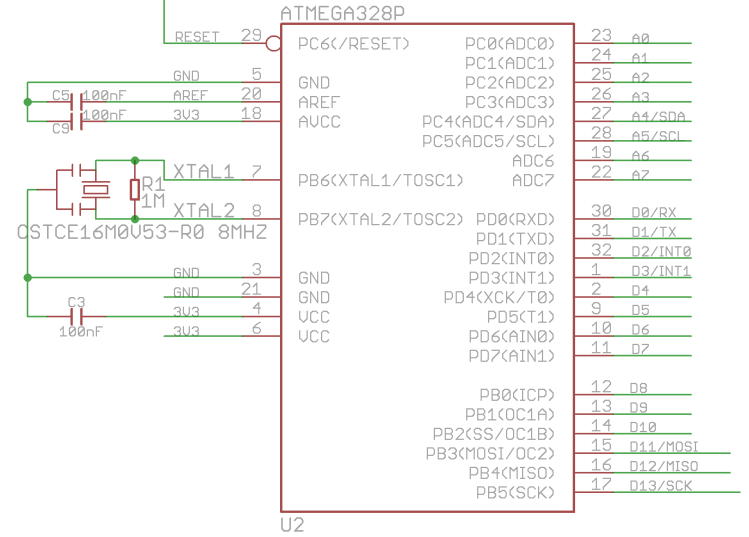 ATMEGA328P
RESET 29 PC6(/RESET) PC0(ADC0) 23 A0
PC1(ADC1) 24 A1
GND 5 GND PC2(ADC2) 25 A2
C5 100nF AREF 20 AREF PC3(ADC3) 26 A3
C9 100nF 3V3 18 AVCC PC4(ADC4/SDA) 27 A4/SDA
PC5(ADC5/SCL) 28 A5/SCL
ADC6 19 A6
XTAL1 7 PB6(XTAL1/TOSC1) ADC7 22 A7
R1
1M
XTAL2 8 PB7(XTAL2/TOSC2) PD0(RXD) 30 D0/RX
CSTCE16M0V53-R0 8MHZ PD1(TXD) 31 D1/TX
PD2(INT0) 32 D2/INT0
GND 3 GND PD3(INT1) 1 D3/INT1
GND 21 GND PD4(XCK/T0) 2 D4
C3 100nF 3V3 4 VCC PD5(T1) 9 D5
3V3 6 VCC PD6(AIN0) 10 D6
PD7(AIN1) 11 D7
PB0(ICP) 12 D8
PB1(OC1A) 13 D9
PB2(SS/OC1B) 14 D10
PB3(MOSI/OC2) 15 D11/MOSI
PB4(MISO) 16 D12/MISO
PB5(SCK) 17 D13/SCK
U2